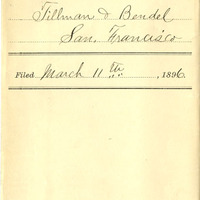 Tillman & Bendel
San Francisco
Filed March 11th, 1896.